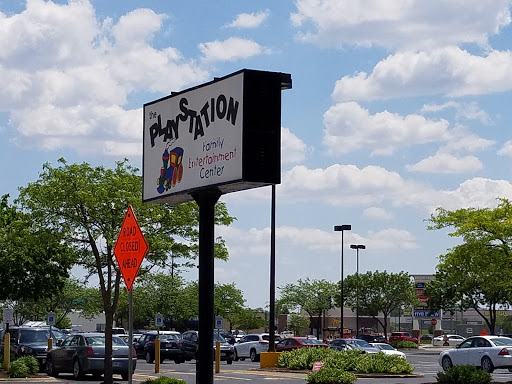 the
PLAYSTATION
Family
Entertainment
Center
ROAD
CLOSED
AHEAD